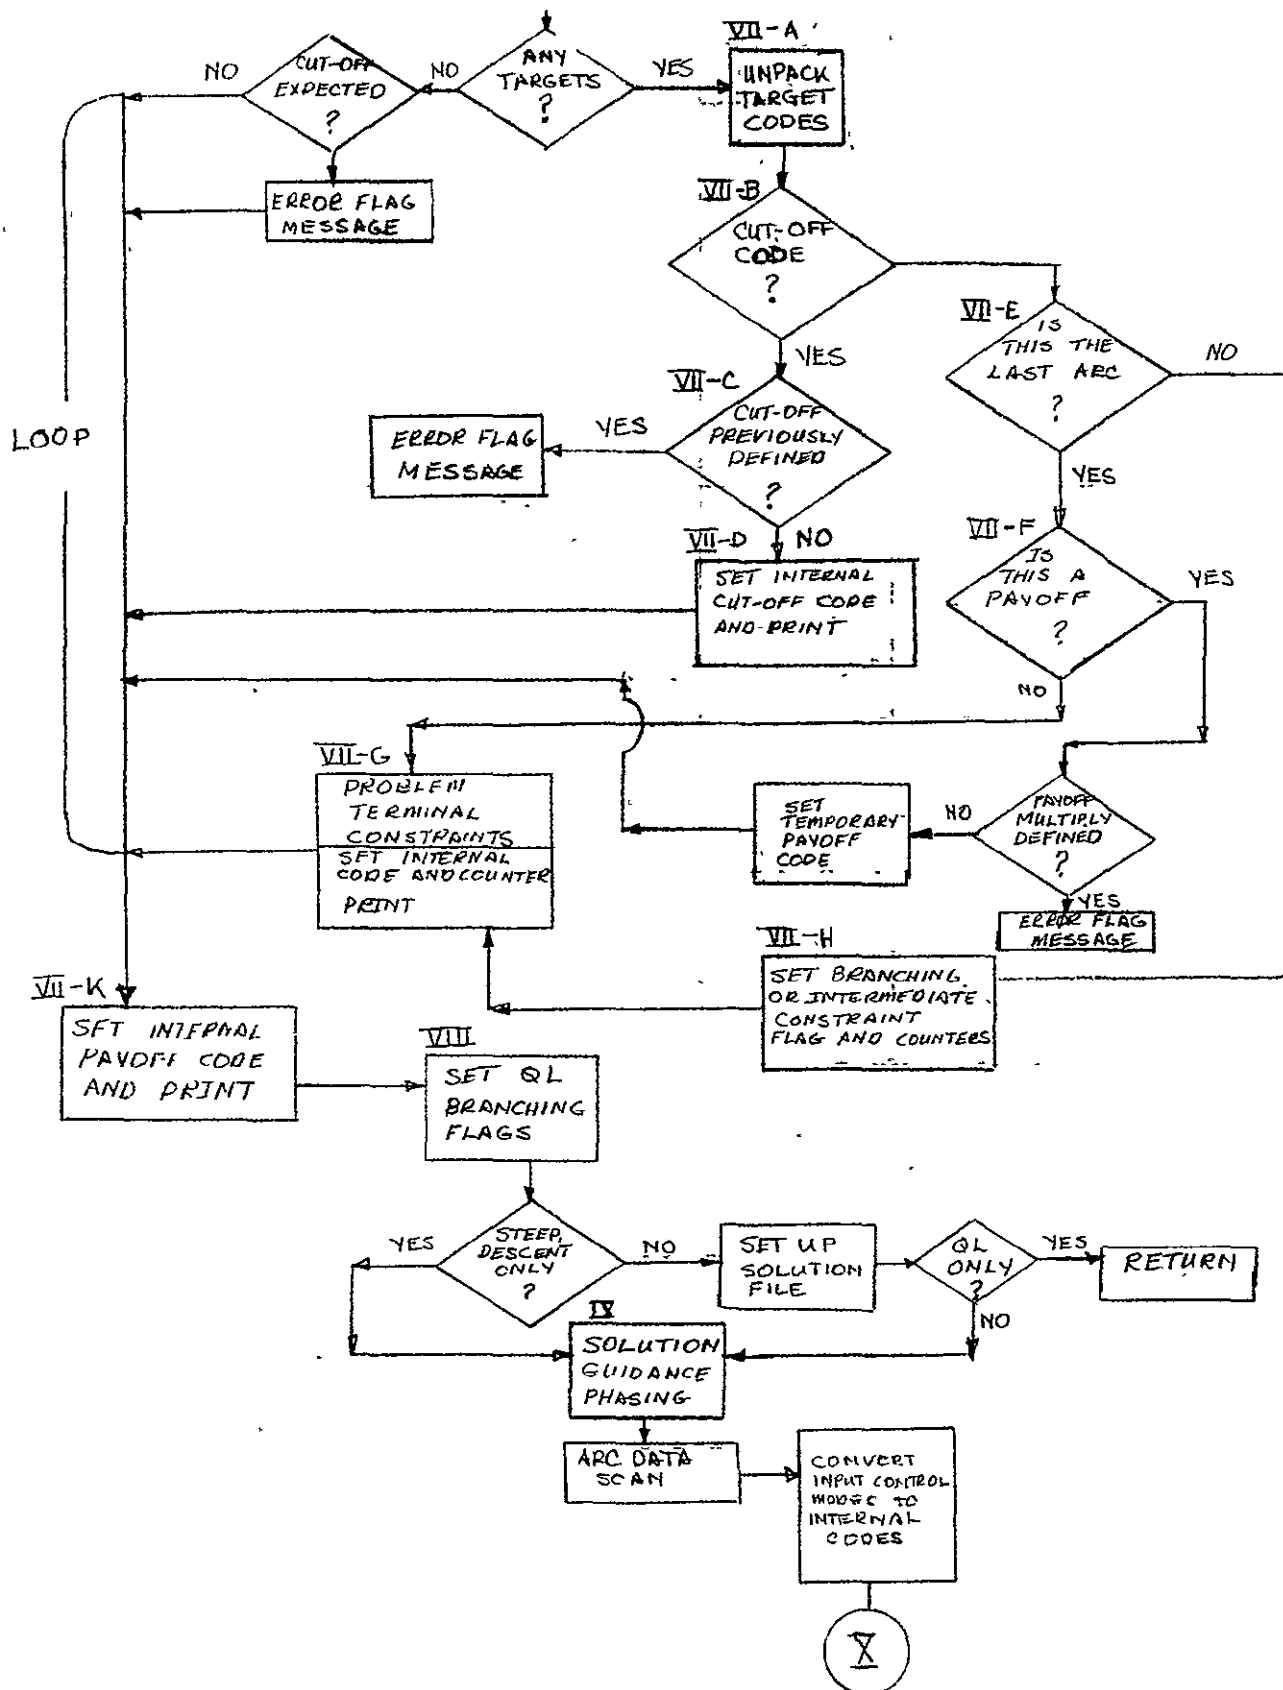 VII-A
NO
CUT-OFF
EXPECTED
?
NO
ANY
TARGETS
?
YES
UNPACK
TARGET
CODES
ERROR FLAG
MESSAGE
VII-B
CUT-OFF
CODE
?
VII-E
IS
THIS THE
LAST ARC
?
NO
YES
VII-C
CUT-OFF
PREVIOUSLY
DEFINED
?
YES
ERROR FLAG
MESSAGE
LOOP
YES
VII-D
NO
SET INTERNAL
CUT-OFF CODE
AND PRINT
VII-F
IS
THIS A
PAYOFF
?
YES
NO
VII-G
PROBLEM
TERMINAL
CONSTRAINTS
SET INTERNAL
CODE AND COUNTER
PRINT
SET
TEMPORARY
PAYOFF
CODE
NO
PAYOFF
MULTIPLY
DEFINED
?
YES
ERROR FLAG
MESSAGE
VII-H
SET BRANCHING
OR INTERMEDIATE
CONSTRAINT
FLAG AND COUNTERS
VII-K
SET INTERNAL
PAYOFF CODE
AND PRINT
VIII
SET QL
BRANCHING
FLAGS
YES
STEEP
DESCENT
ONLY
?
NO
SET UP
SOLUTION
FILE
QL
ONLY
?
YES
RETURN
NO
IX
SOLUTION
GUIDANCE
PHASING
ARC DATA
SCAN
CONVERT
INPUT CONTROL
MODES TO
INTERNAL
CODES
X